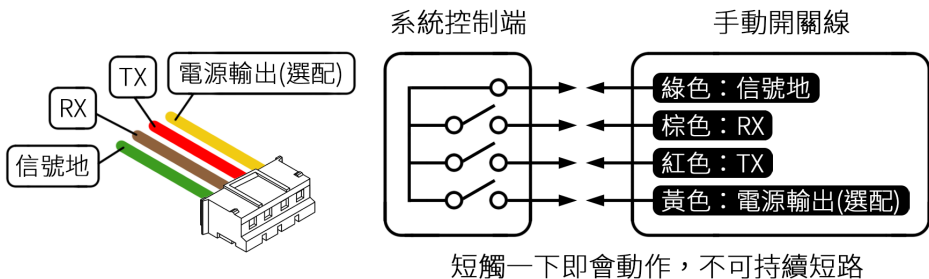 系統控制端
手動開關線
TX
電源輸出(選配)
RX
信號地
綠色：信號地
棕色：RX
紅色：TX
黃色：電源輸出(選配)
短觸一下即會動作，不可持續短路